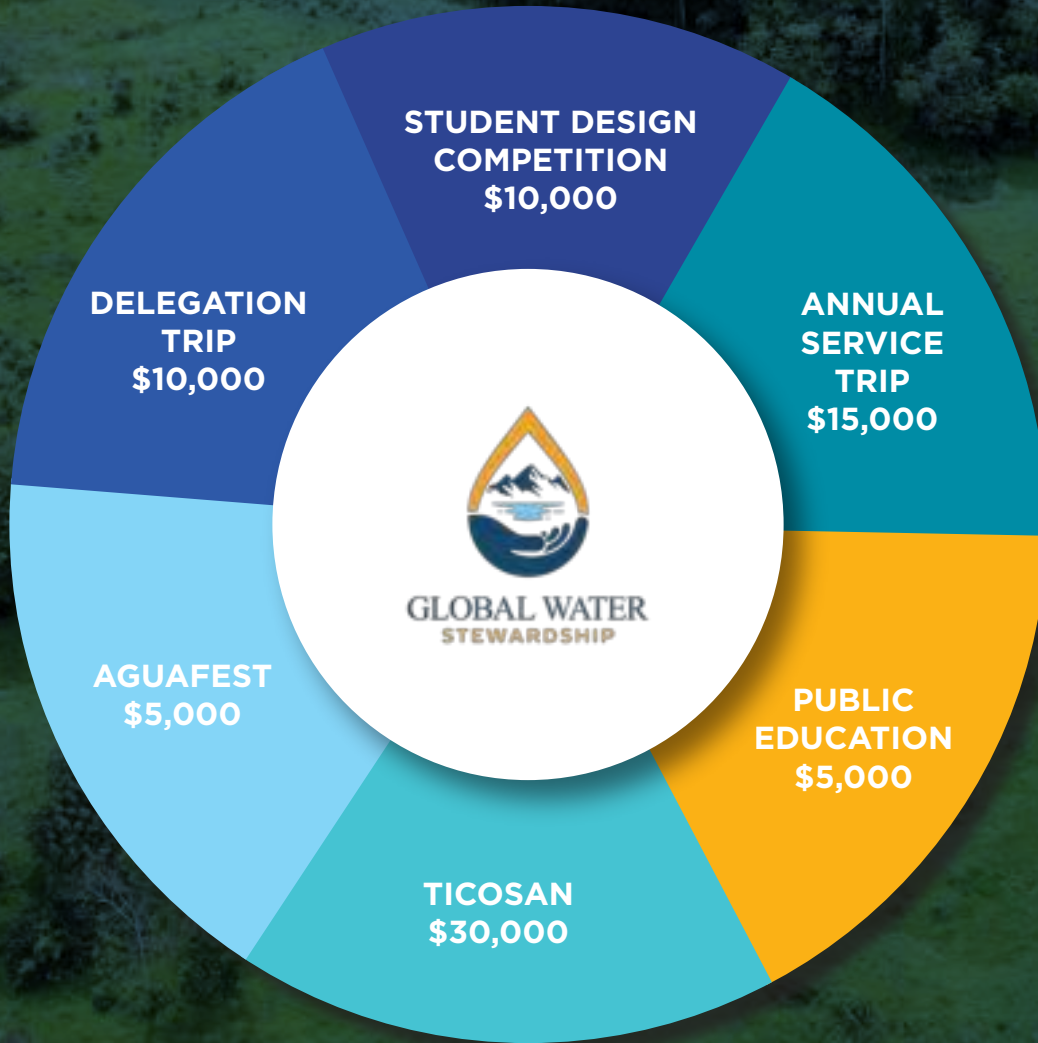 STUDENT DESIGN
COMPETITION
$10,000
ANNUAL
SERVICE
TRIP
$15,000
PUBLIC
EDUCATION
$5,000
TICOSAN
$30,000
AGUAFEST
$5,000
DELEGATION
TRIP
$10,000
GLOBAL WATER
STEWARDSHIP